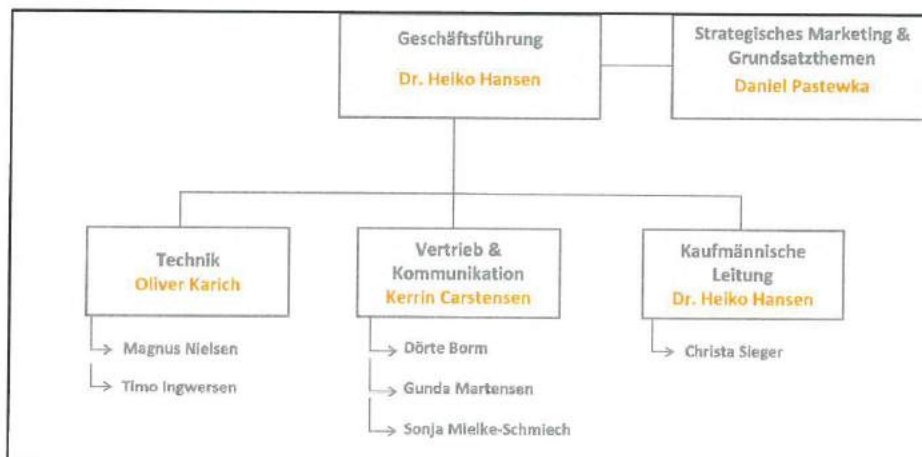 Geschäftsführung
Dr. Heiko Hansen
Strategisches Marketing &
Grundsatzthemen
Daniel Pastewka
Technik
Oliver Karich
Magnus Nielsen
Timo Ingwersen
Vertrieb &
Kommunikation
Kerrin Carstensen
Dörte Borm
Gunda Martensen
Sonja Mielke-Schmiech
Kaufmännische
Leitung
Dr. Heiko Hansen
Christa Sieger